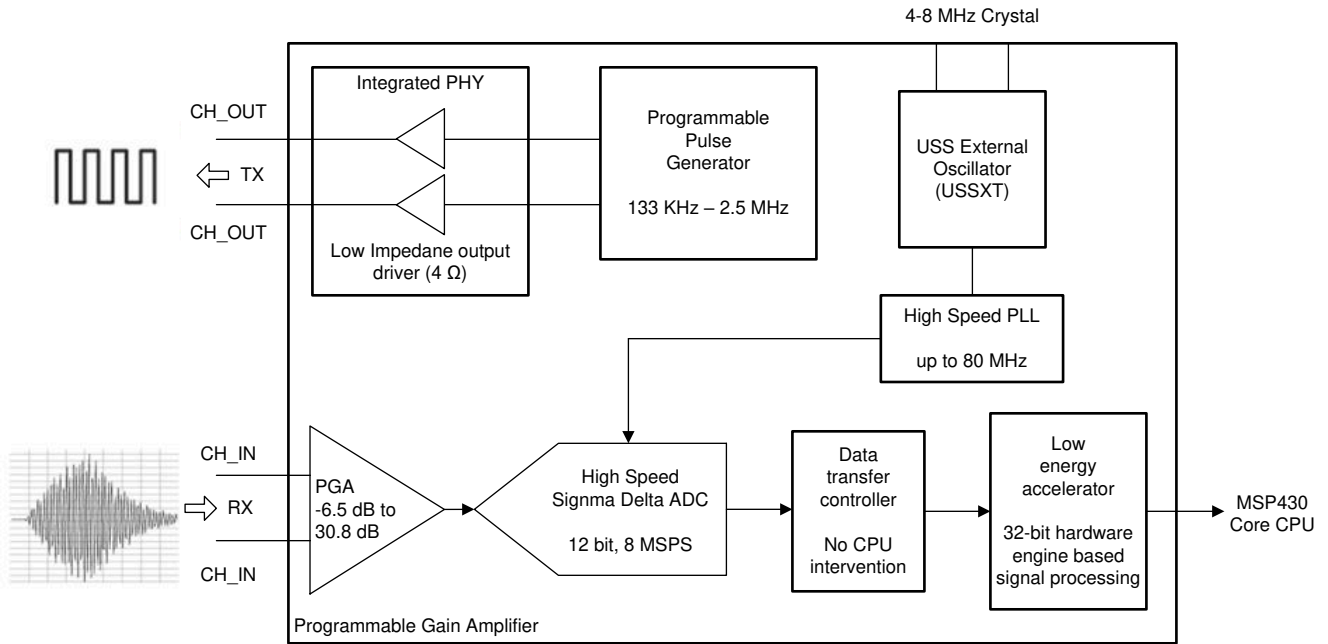 4-8 MHz Crystal
Integrated PHY
CH_OUT
TX
CH_OUT
Low Impedane output
driver (4 Ω)
Programmable
Pulse
Generator
133 KHz – 2.5 MHz
USS External
Oscillator
(USSXT)
High Speed PLL
up to 80 MHz
CH_IN
RX
CH_IN
PGA
-6.5 dB to
30.8 dB
High Speed
Signma Delta ADC
12 bit, 8 MSPS
Data
transfer
controller
No CPU
intervention
Low
energy
accelerator
32-bit hardware
engine based
signal processing
MSP430
Core CPU
Programmable Gain Amplifier